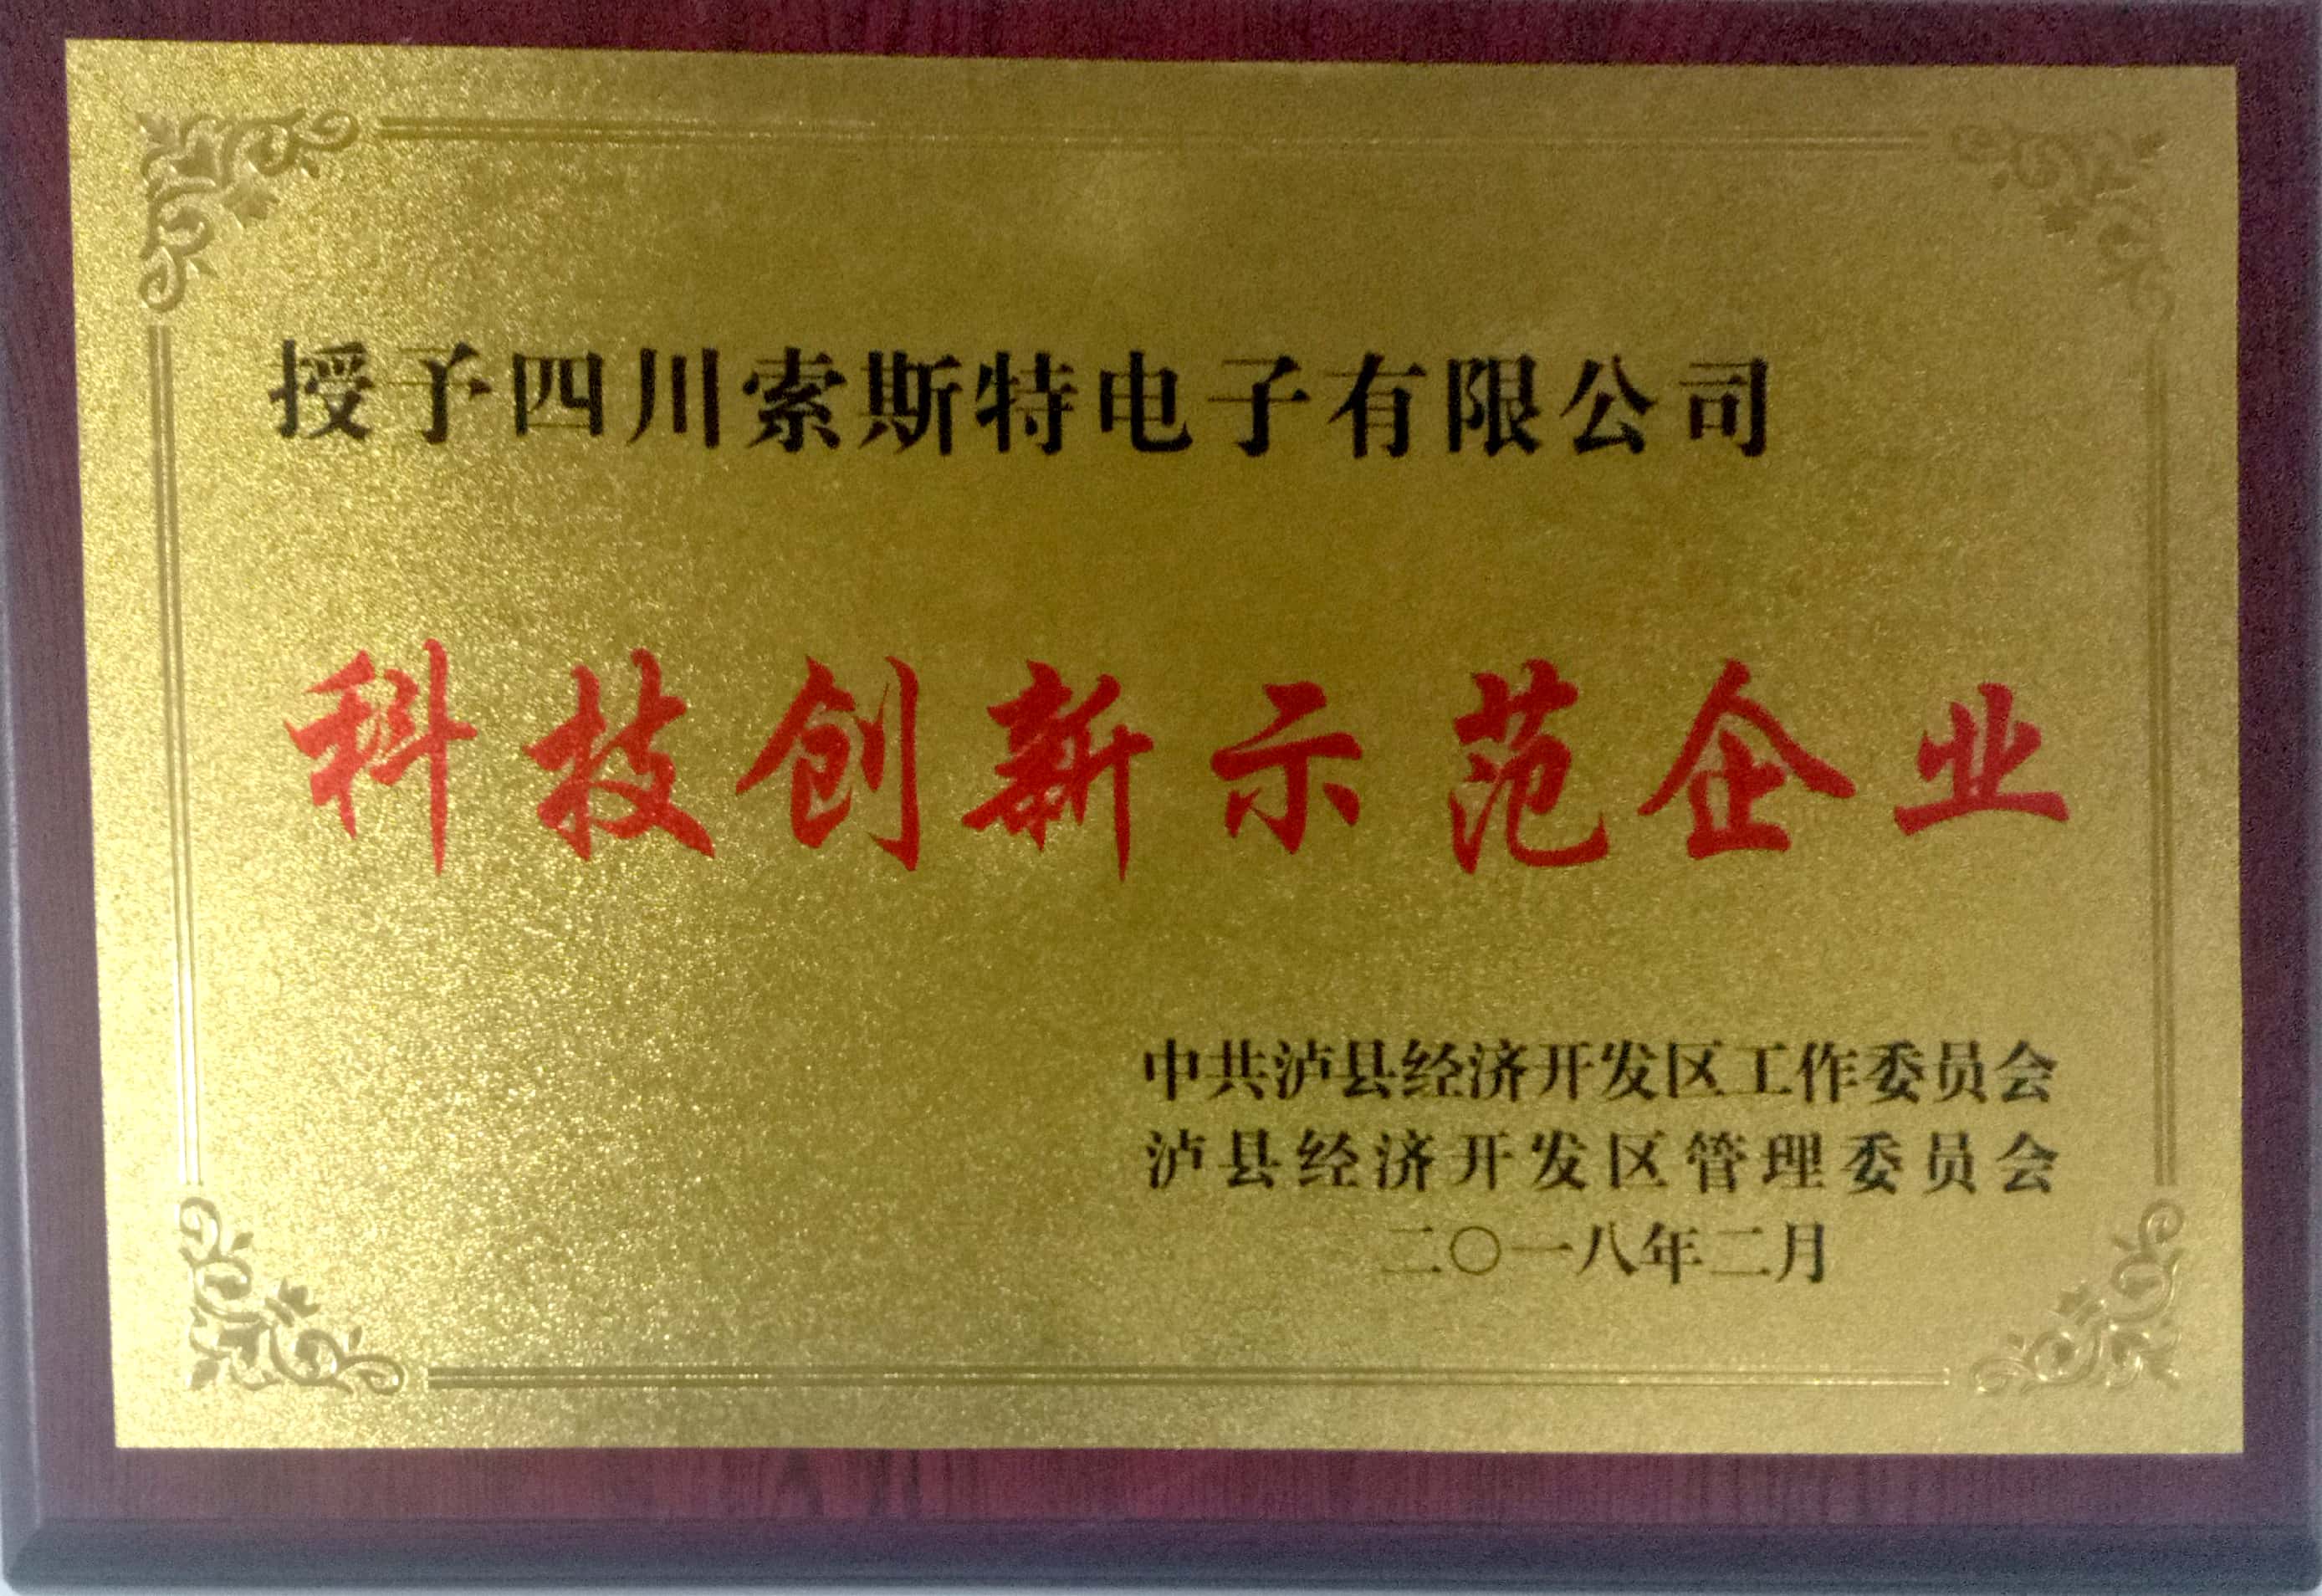 授予四川索斯特电子有限公司
科技创新示范企业
中共泸县经济开发区工作委员会
泸县经济开发区管理委员会
二〇一八年二月